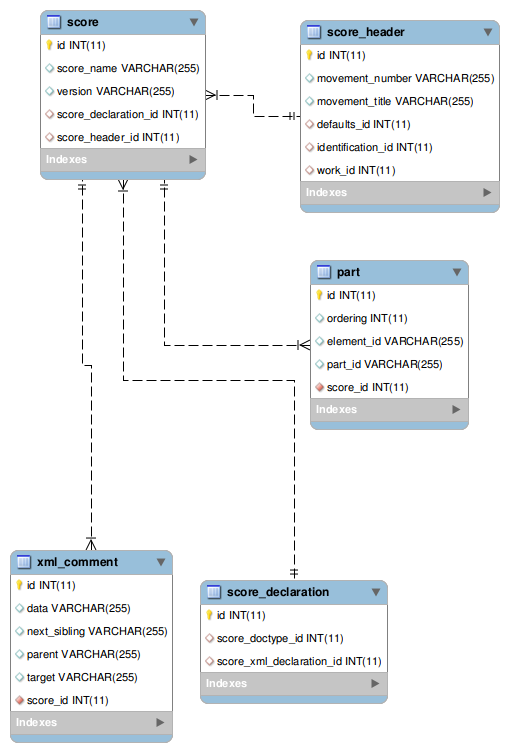 score
id INT(11)
score_name VARCHAR(255)
version VARCHAR(255)
score_declaration_id INT(11)
score_header_id INT(11)
Indexes
score_header
id INT(11)
movement_number VARCHAR(255)
movement_title VARCHAR(255)
defaults_id INT(11)
identification_id INT(11)
work_id INT(11)
Indexes
part
id INT(11)
ordering INT(11)
element_id VARCHAR(255)
part_id VARCHAR(255)
score_id INT(11)
Indexes
xml_comment
id INT(11)
data VARCHAR(255)
next_sibling VARCHAR(255)
parent VARCHAR(255)
target VARCHAR(255)
score_id INT(11)
Indexes
score_declaration
id INT(11)
score_doctype_id INT(11)
score_xml_declaration_id INT(11)
Indexes